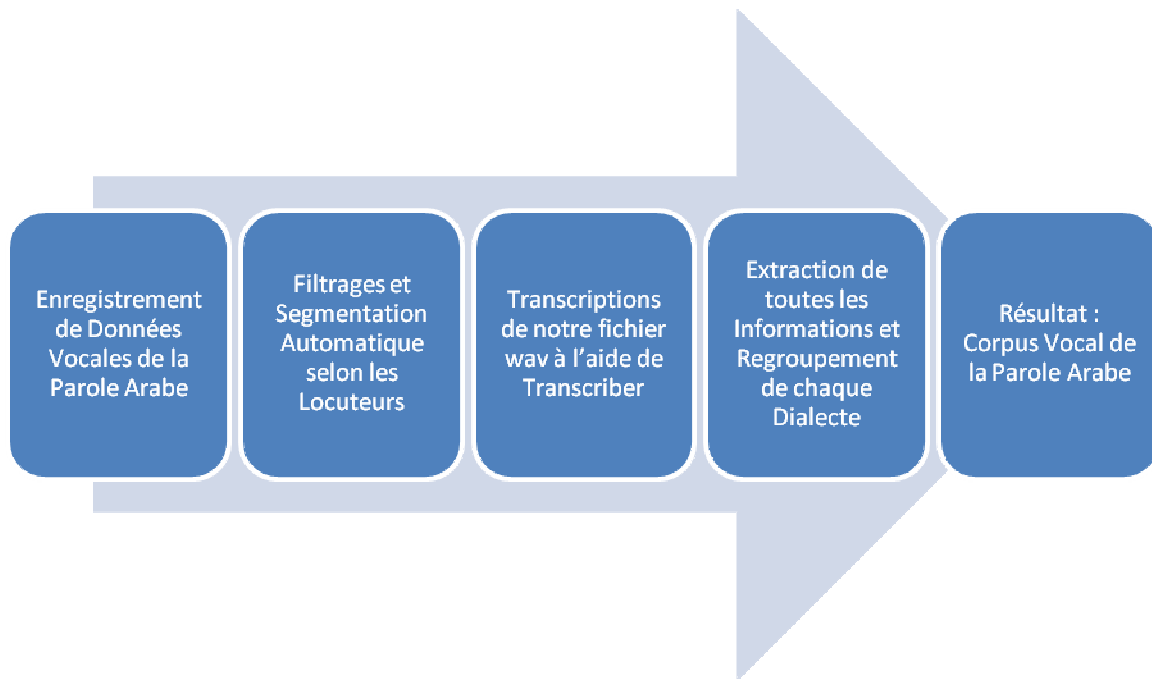 Enregistrement
de Données
Vocales de la
Parole Arabe
Filtrages et
Segmentation
Automatique
selon les
Locuteurs
Transcriptions
de notre fichier
wav à l’aide de
Transcriber
Extraction de
toutes les
Informations et
Regroupement
de chaque
Dialecte
Résultat :
Corpus Vocal de
la Parole Arabe